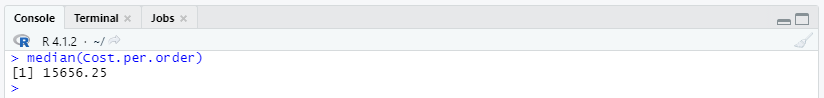 Console Terminal Jobs
R R 4.1.2 · ~/
> median(Cost.per.order)
[1] 15656.25
>